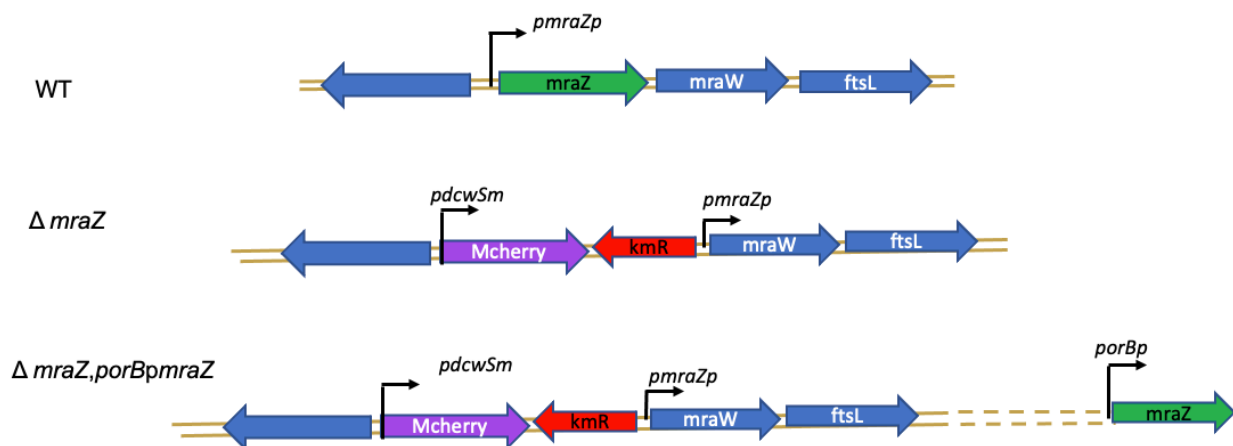 pmraZp
WT
mraZ mraW ftsL
Δ mraZ
pdcwSm
pmraZp
Mcherry kmR mraW ftsL
Δ mraZ,porBpmraZ
pdcwSm
pmraZp
porBp
Mcherry kmR mraW ftsL mraZ